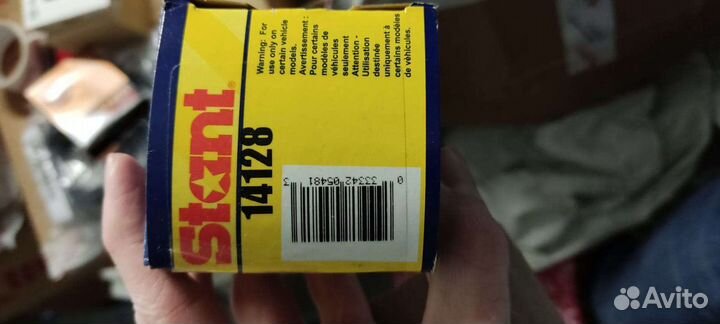 Stant®
14128
Warning: For
use only on
certain vehicle
models.
Avertissement :
Pour certains
modèles de
véhicules
seulement
Attention -
Utilisation
destinée
uniquement à
certains modèles
de véhicules.
0 33342 05481 3
Avito